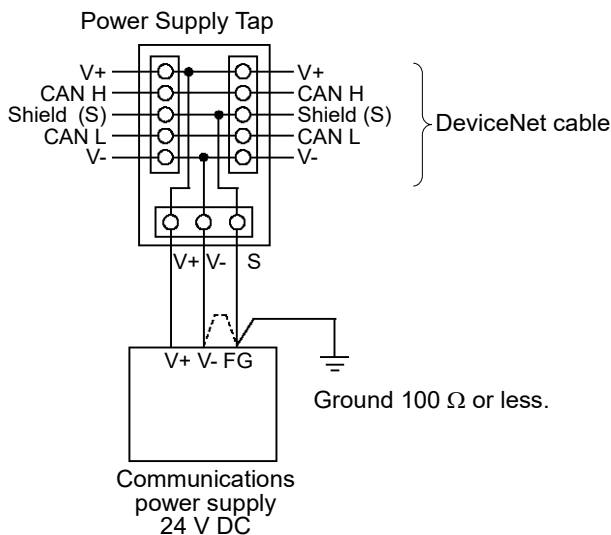 Power Supply Tap
V+ V+
CAN H CAN H
Shield (S) Shield (S)
CAN L CAN L
V- V-
DeviceNet cable
V+ V- S
V+ V- FG
Ground 100 Ω or less.
Communications
power supply
24 V DC